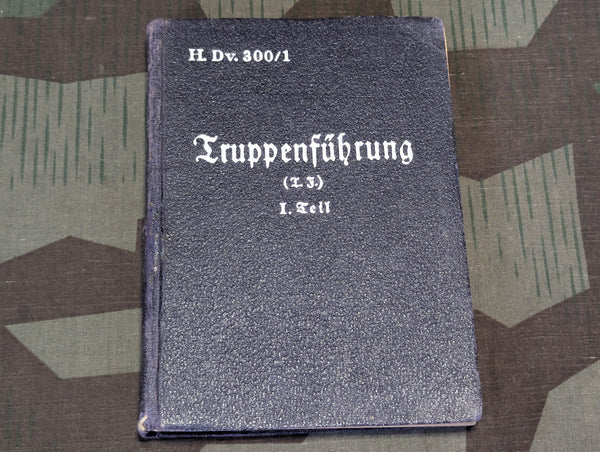 H. Dv. 300/1
Truppenführung
(T. F.)
I. Teil